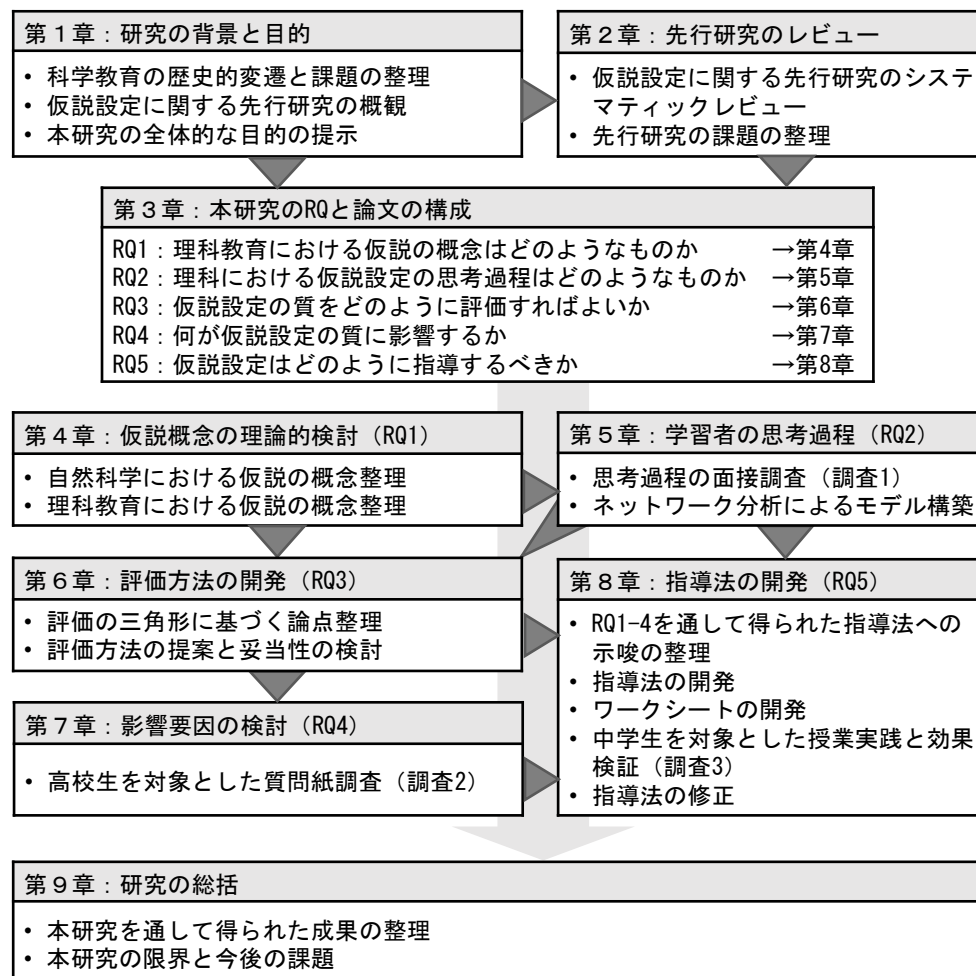 第１章：研究の背景と目的
• 科学教育の歴史的変遷と課題の整理
• 仮説設定に関する先行研究の概観
• 本研究の全体的な目的の提示
第２章：先行研究のレビュー
• 仮説設定に関する先行研究のシステ
マティックレビュー
• 先行研究の課題の整理
第３章：本研究のRQと論文の構成
RQ1：理科教育における仮説の概念はどのようなものか →第4章
RQ2：理科における仮説設定の思考過程はどのようなものか →第5章
RQ3：仮説設定の質をどのように評価すればよいか →第6章
RQ4：何が仮説設定の質に影響するか →第7章
RQ5：仮説設定はどのように指導するべきか →第8章
第４章：仮説概念の理論的検討（RQ1）
• 自然科学における仮説の概念整理
• 理科教育における仮説の概念整理
第５章：学習者の思考過程（RQ2）
• 思考過程の面接調査（調査1）
• ネットワーク分析によるモデル構築
第６章：評価方法の開発（RQ3）
• 評価の三角形に基づく論点整理
• 評価方法の提案と妥当性の検討
第７章：影響要因の検討（RQ4）
• 高校生を対象とした質問紙調査（調査2）
第８章：指導法の開発（RQ5）
• RQ1-4を通して得られた指導法への
示唆の整理
• 指導法の開発
• ワークシートの開発
• 中学生を対象とした授業実践と効果
検証（調査3）
• 指導法の修正
第９章：研究の総括
• 本研究を通して得られた成果の整理
• 本研究の限界と今後の課題